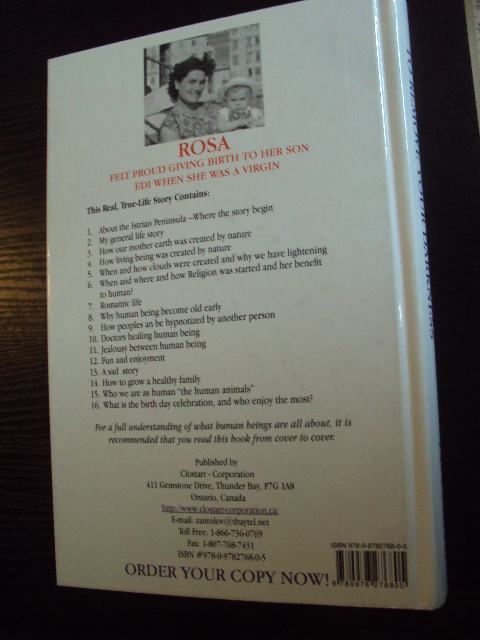 ROSA
FELT PROUD GIVING BIRTH TO HER SON
EDI WHEN SHE WAS A VIRGIN
This Real, True-Life Story Contains:
1. About the Istrian Peninsula –Where the story begin
2. My general life story
3. How our mother earth was created by nature
4. How living being was created by nature
5. When and how clouds were created and why we have lightening
6. When and where and how Religion was started and her benefit
to human?
7. Romantic life
8. Why human being become old early
9. How peoples an be hypnotized by another person
10. Doctors healing human being
11. Jealousy between human being
12. Fun and enjoyment
13. A sad story
14. How to grow a healthy family
15. Who we are as human "the human animals"
16. What is the birth day celebration, and who enjoy the most?
For a full understanding of what human beings are all about, it is
recommended that you read this book from cover to cover.
Published by
Clostarr - Corporation
411 Gemstone Drive, Thunder Bay, P7G 1A8
Ontario, Canada
http://www.clostarr-corporation.ca/
E-mail: zantolov@tbaytel.net
Toll Free: 1-866-736-0769
Fax: 1-807-768-7431
ISBN #978-0-9782768-0-5
ORDER YOUR COPY NOW!
ISBN 978-0-9782768-0-5
9 780978 276805